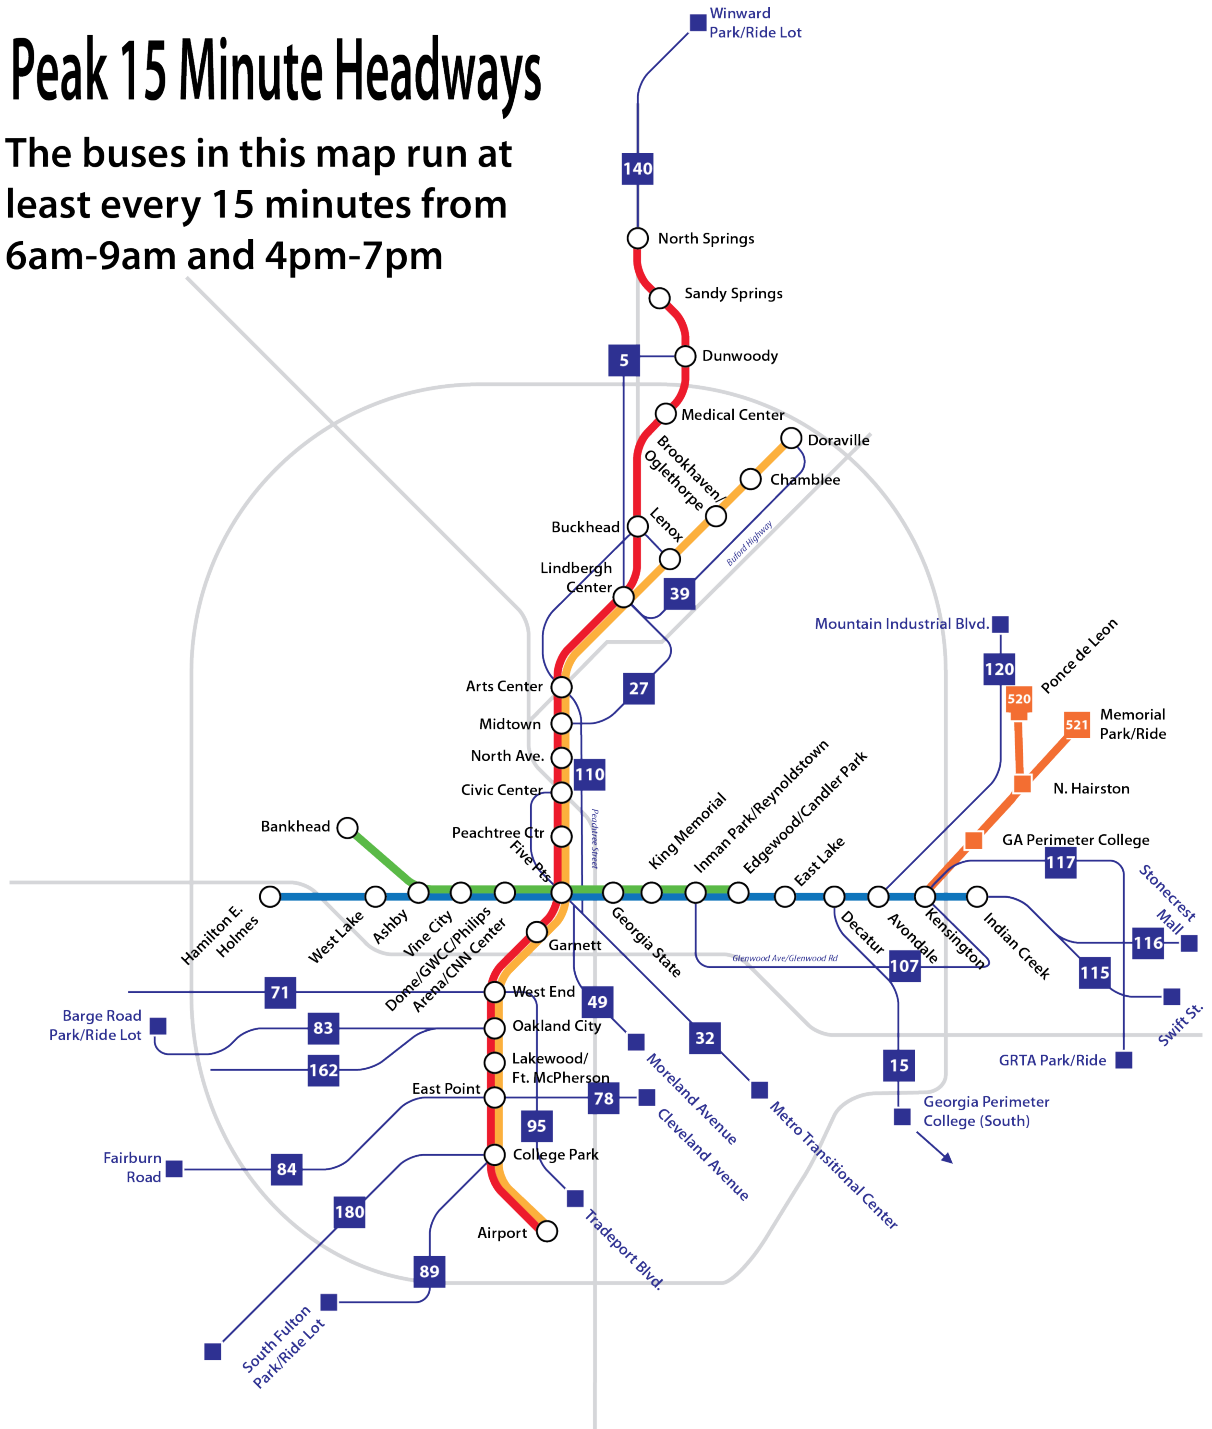 Winward
Park/Ride Lot
Peak 15 Minute Headways
The buses in this map run at
least every 15 minutes from
6am-9am and 4pm-7pm
140
North Springs
Sandy Springs
5
Dunwoody
Medical Center
Doraville
Brookhaven/
Oglethorpe
Chamblee
Lenox
Buckhead
Buford Highway
Lindbergh
Center
39
Mountain Industrial Blvd.
120
Ponce de Leon
520
Arts Center
27
521
Memorial
Park/Ride
Midtown
North Ave.
110
Civic Center
N. Hairston
Peachtree Street
Bankhead
Peachtree Ctr
Five Pts
King Memorial
Inman Park/Reynoldstown
Edgewood/Candler Park
East Lake
GA Perimeter College
117
Hamilton E.
Holmes
West Lake
Ashby
Vine City
Dome/GWCC/Philips
Arena/CNN Center
Garnett
Georgia State
Decatur
Avondale
Kensington
Indian Creek
Stonecrest
Mall
116
Glenwood Ave/Glenwood Rd
107
115
Swift St.
71
West End
49
Barge Road
Park/Ride Lot
83
Oakland City
32
Moreland Avenue
162
Lakewood/
Ft. McPherson
15
GRTA Park/Ride
East Point
78
Cleveland Avenue
Metro Transitional Center
Georgia Perimeter
College (South)
95
College Park
Fairburn
Road
84
180
Airport
Tradeport Blvd.
89
South Fulton
Park/Ride Lot